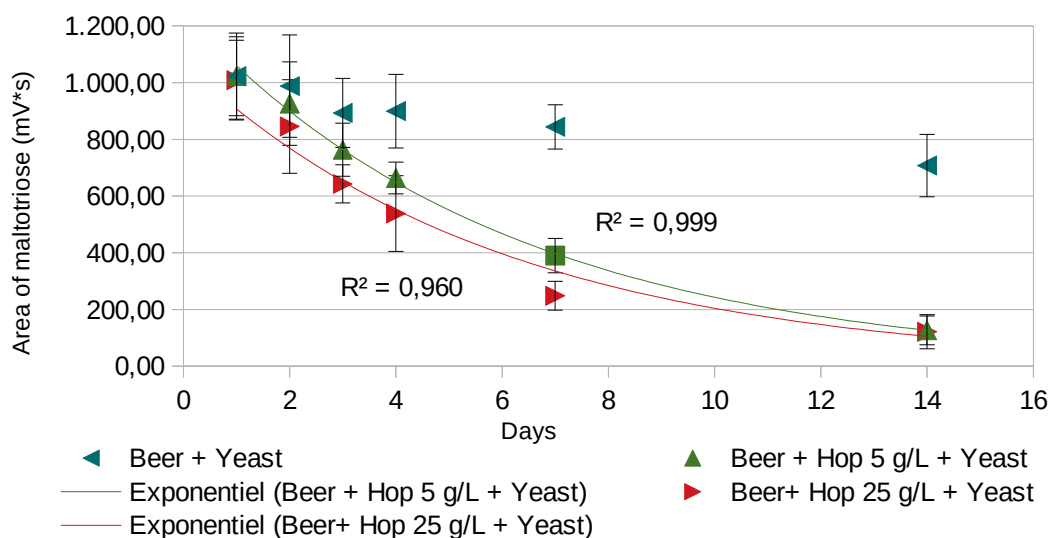 1.200,00
1.000,00
800,00
600,00
400,00
200,00
0,00
Area of maltotriose (mV*s)
R² = 0,999
R² = 0,960
0 2 4 6 8 10 12 14 16
Days
Beer + Yeast
Beer + Hop 5 g/L + Yeast
Exponentiel (Beer + Hop 5 g/L + Yeast)
Beer+ Hop 25 g/L + Yeast
Exponentiel (Beer+ Hop 25 g/L + Yeast)